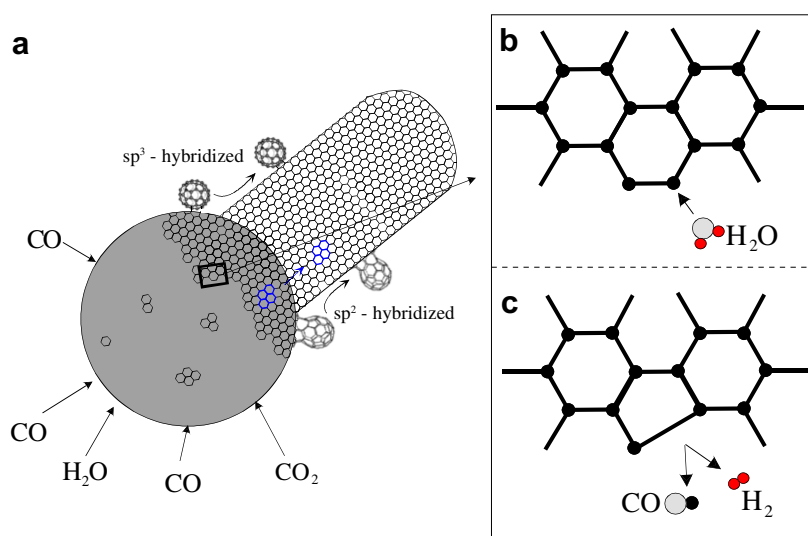 a
sp³ - hybridized
CO
sp² - hybridized
CO
H₂O
CO
CO₂
b
H₂O
c
CO
H₂